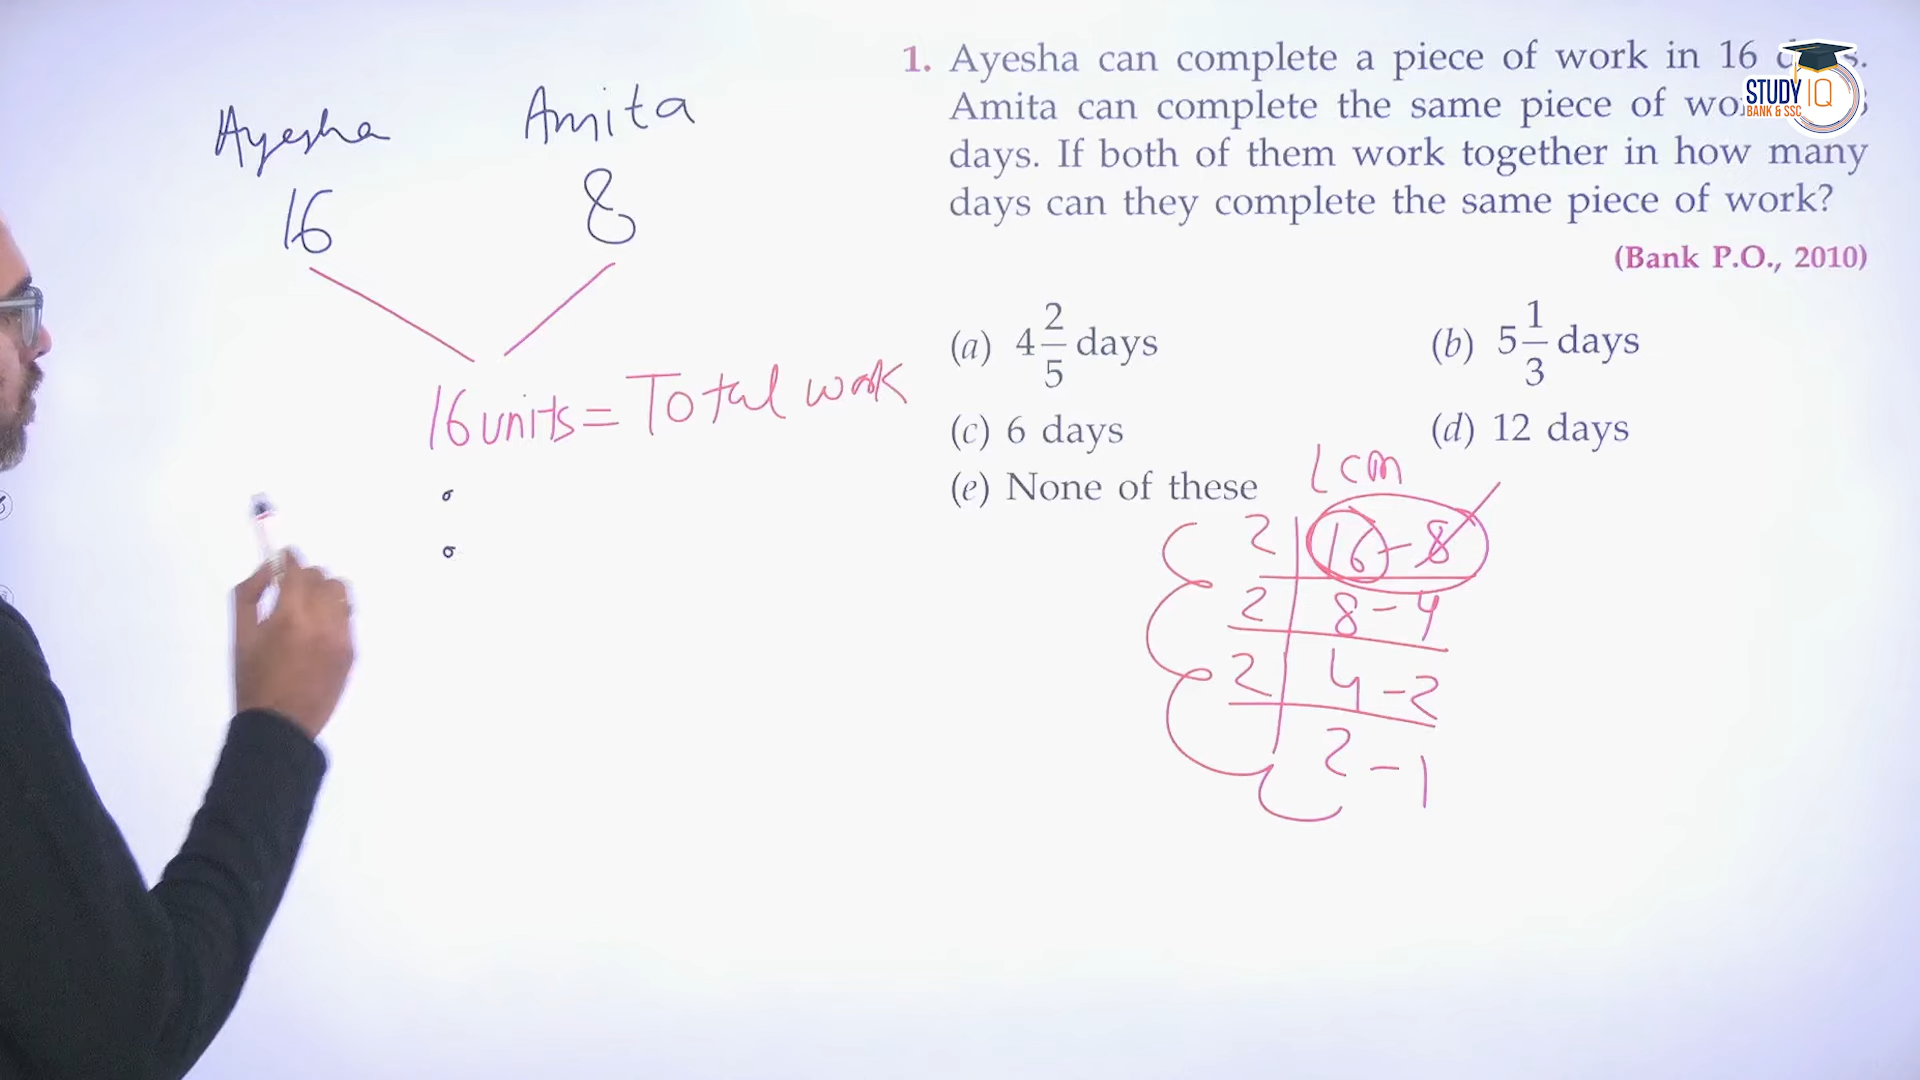 Ayesha Amita
16 8
16 units = Total work
1. Ayesha can complete a piece of work in 16
Amita can complete the same piece of
days. If both of them work together in how many
days can they complete the same piece of work?
(Bank P.O., 2010)
(a) 4 2/5 days (b) 5 1/3 days
(c) 6 days (d) 12 days
(e) None of these
LCM
2 16 - 8
2 8 - 4
2 4 - 2
2 - 1
STUDY IQ
BANK & SSC